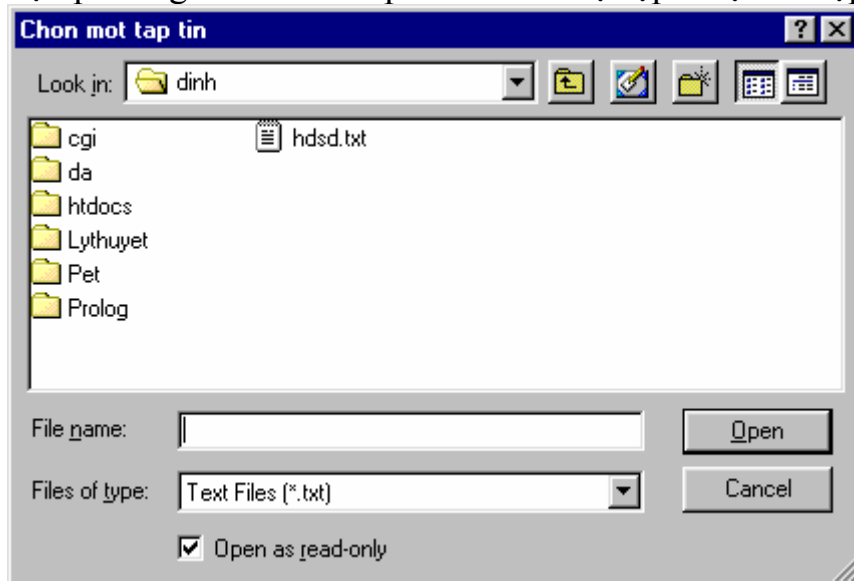 Chon mot tap tin
Look in: dinh
cgi
da
htdocs
Lythuyet
Pet
Prolog
hdsd.txt
File name:
Open
Files of type: Text Files (*.txt)
Cancel
Open as read-only